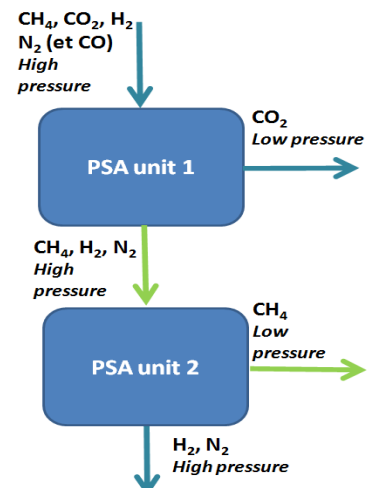 CH₄, CO₂, H₂
N₂ (et CO)
High
pressure
CO₂
Low pressure
PSA unit 1
CH₄, H₂, N₂
High
pressure
CH₄
Low
pressure
PSA unit 2
H₂, N₂
High pressure